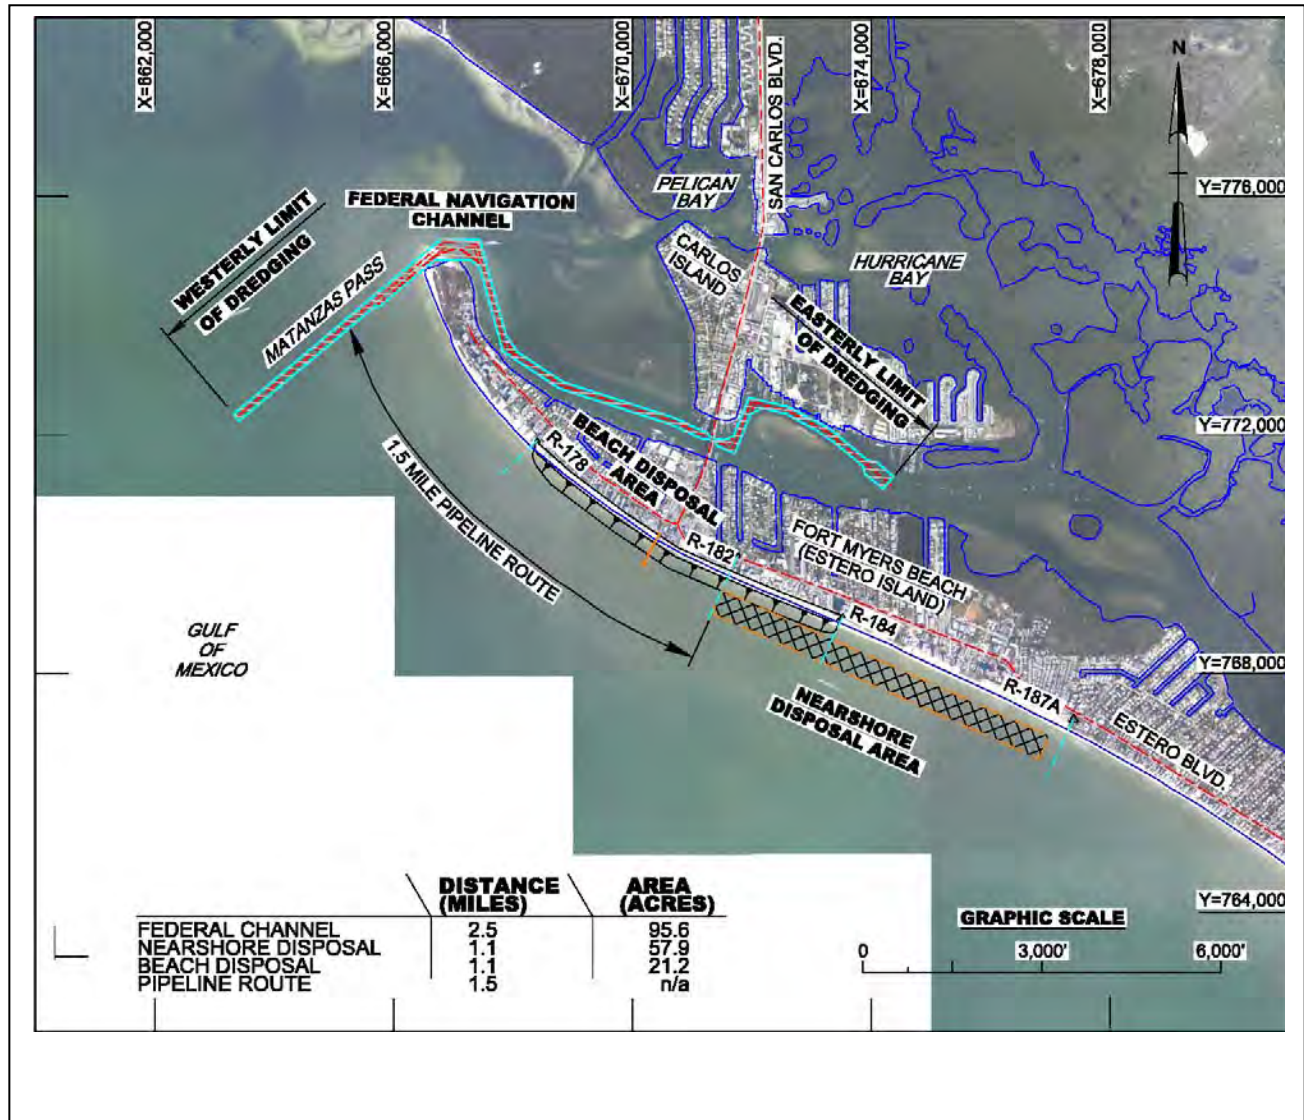 X=662,000
X=666,000
X=670,000
X=674,000
X=678,000
SAN CARLOS BLVD.
N
Y=776,000
Y=772,000
Y=768,000
Y=764,000
PELICAN
BAY
FEDERAL NAVIGATION
CHANNEL
WESTERLY LIMIT
OF DREDGING
MATANZAS PASS
CARLOS
ISLAND
HURRICANE
BAY
EASTERLY LIMIT
OF DREDGING
1.5 MILE PIPELINE ROUTE
R-178
BEACH DISPOSAL
AREA
R-182
FORT MYERS BEACH
(ESTERO ISLAND)
R-184
R-187A
ESTERO BLVD.
NEARSHORE
DISPOSAL AREA
GULF
OF
MEXICO
DISTANCE AREA
(MILES) (ACRES)
FEDERAL CHANNEL 2.5 95.6
NEARSHORE DISPOSAL 1.1 57.9
BEACH DISPOSAL 1.1 21.2
PIPELINE ROUTE 1.5 n/a
GRAPHIC SCALE
0 3,000' 6,000'